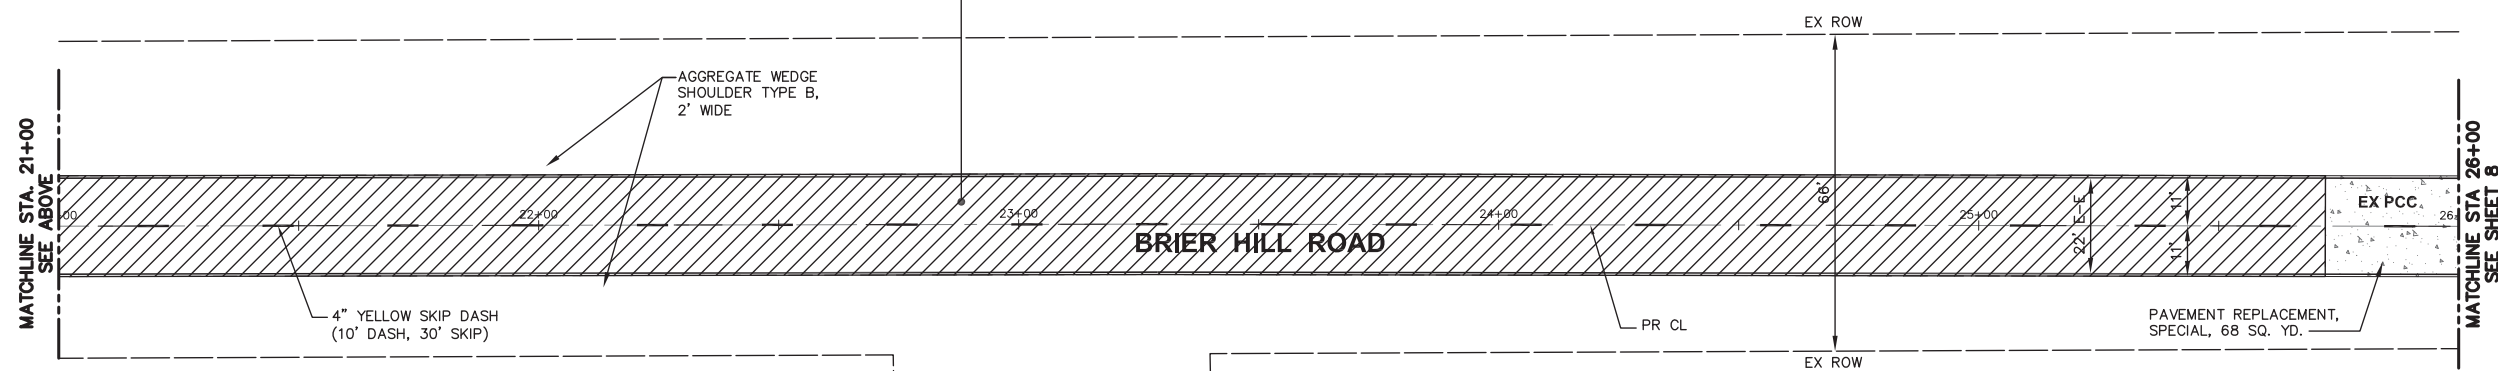 EX ROW
AGGREGATE WEDGE
SHOULDER TYPE B,
2' WIDE
MATCHLINE STA. 21+00
SEE ABOVE
00
22+00
23+00
24+00
25+00
26+
BRIER HILL ROAD
66'
22' E-E
11'
11'
EX PCC
MATCHLINE STA 26+00
SEE SHEET 8
4" YELLOW SKIP DASH
(10' DASH, 30' SKIP)
PR CL
PAVEMENT REPLACEMENT,
SPECIAL, 68 SQ. YD.
EX ROW